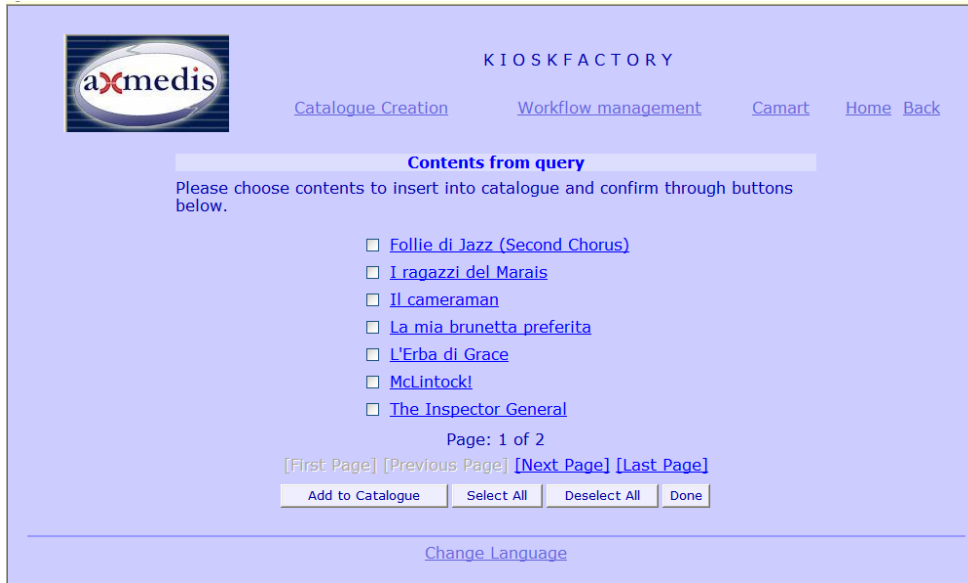 axmedis
K I O S K F A C T O R Y
Catalogue Creation Workflow management Camart Home Back
Contents from query
Please choose contents to insert into catalogue and confirm through buttons
below.
Follie di Jazz (Second Chorus)
I ragazzi del Marais
Il cameraman
La mia brunetta preferita
L'Erba di Grace
McLintock!
The Inspector General
Page: 1 of 2
[First Page] [Previous Page] [Next Page] [Last Page]
Add to Catalogue Select All Deselect All Done
Change Language